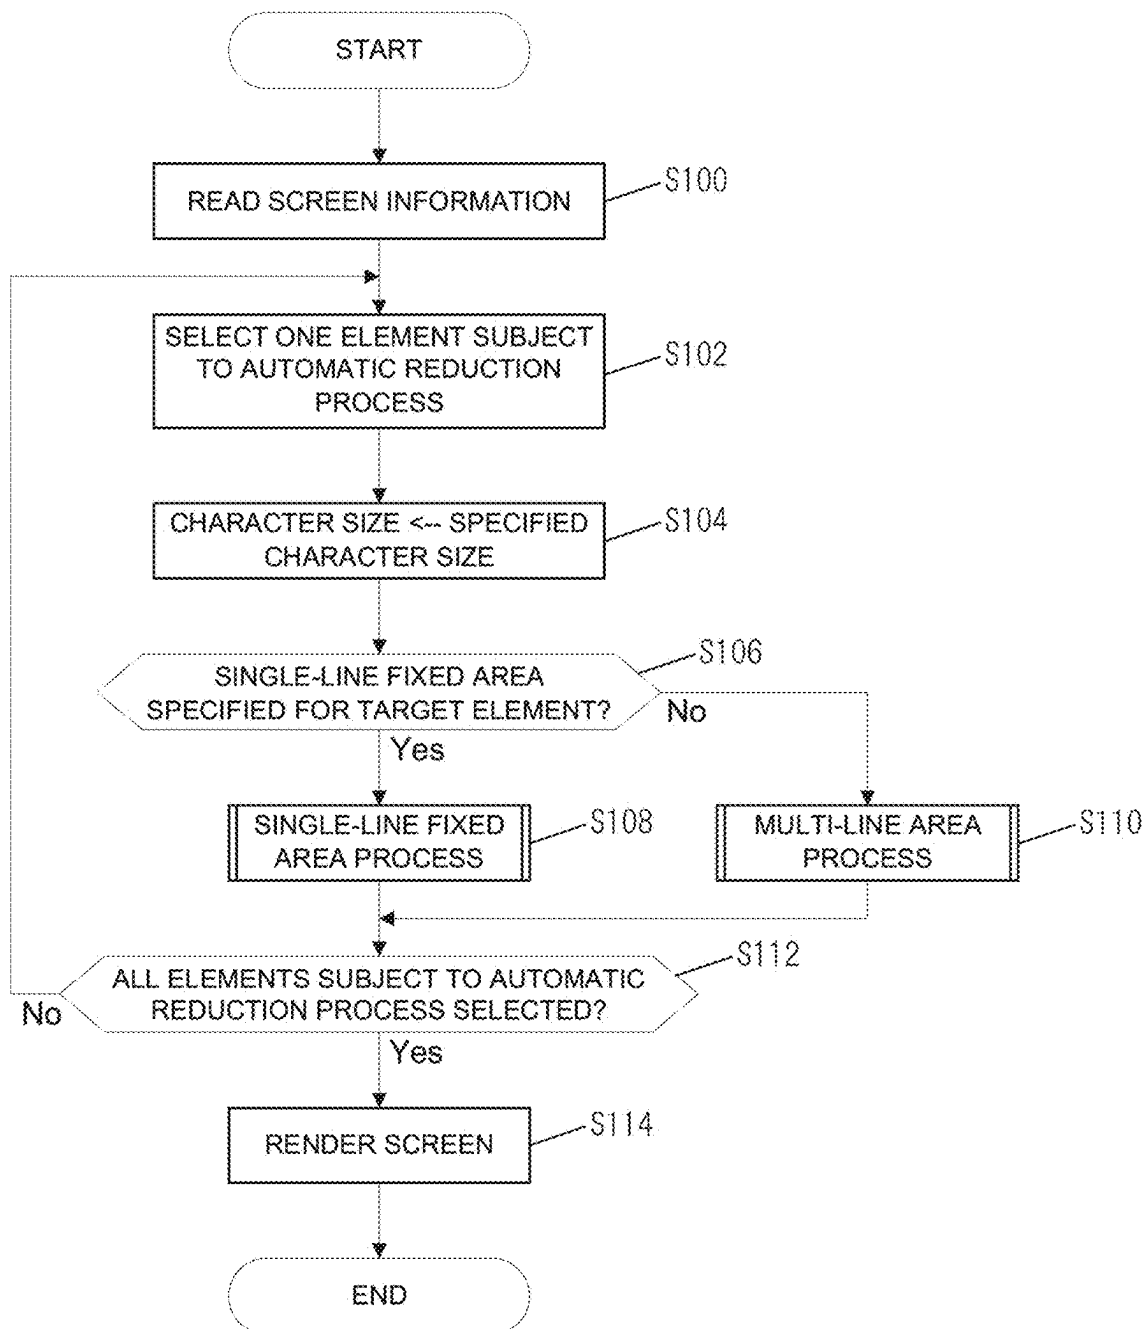 START
READ SCREEN INFORMATION
S100
SELECT ONE ELEMENT SUBJECT
TO AUTOMATIC REDUCTION
PROCESS
S102
CHARACTER SIZE <-- SPECIFIED
CHARACTER SIZE
S104
SINGLE-LINE FIXED AREA
SPECIFIED FOR TARGET ELEMENT?
S106
No
Yes
SINGLE-LINE FIXED
AREA PROCESS
S108
MULTI-LINE AREA
PROCESS
S110
ALL ELEMENTS SUBJECT TO AUTOMATIC
REDUCTION PROCESS SELECTED?
S112
No
Yes
RENDER SCREEN
S114
END